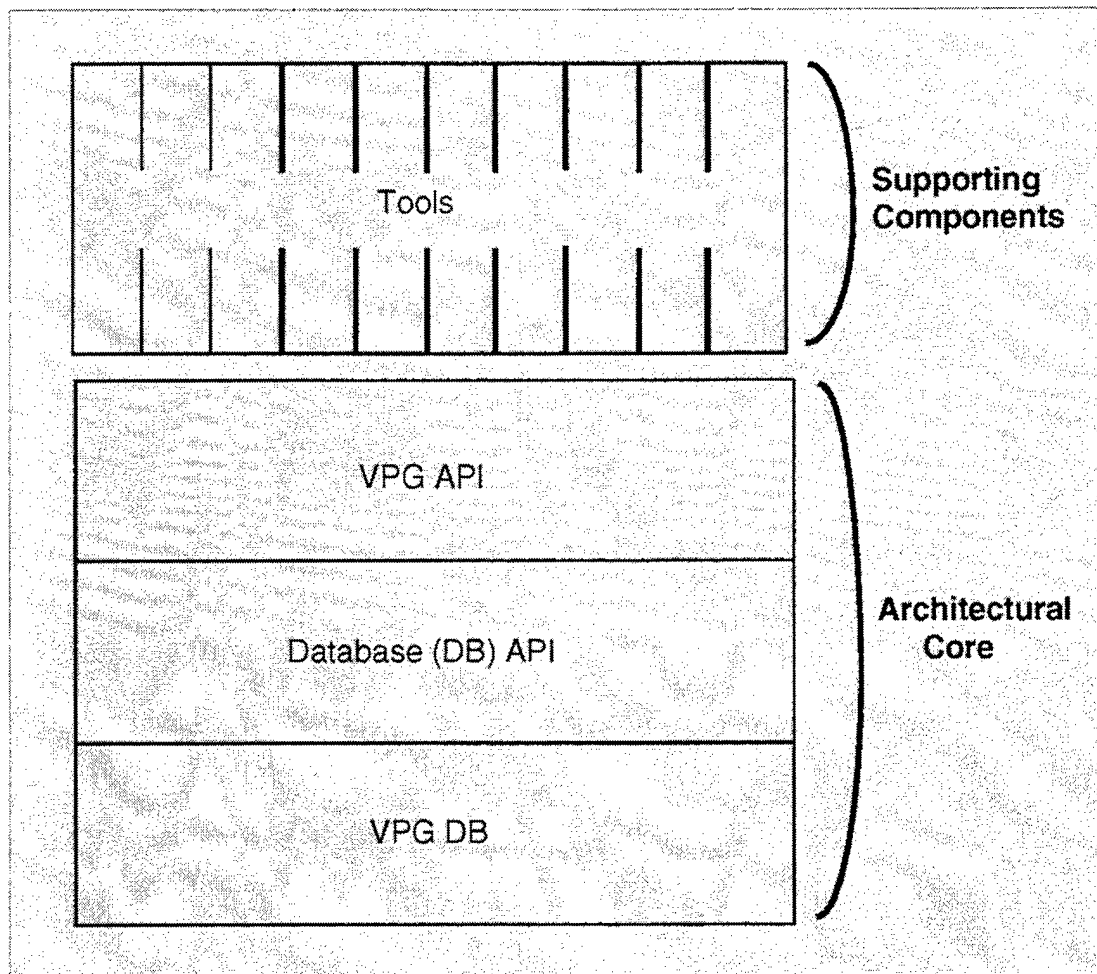 Tools
Supporting
Components
VPG API
Database (DB) API
Architectural
Core
VPG DB